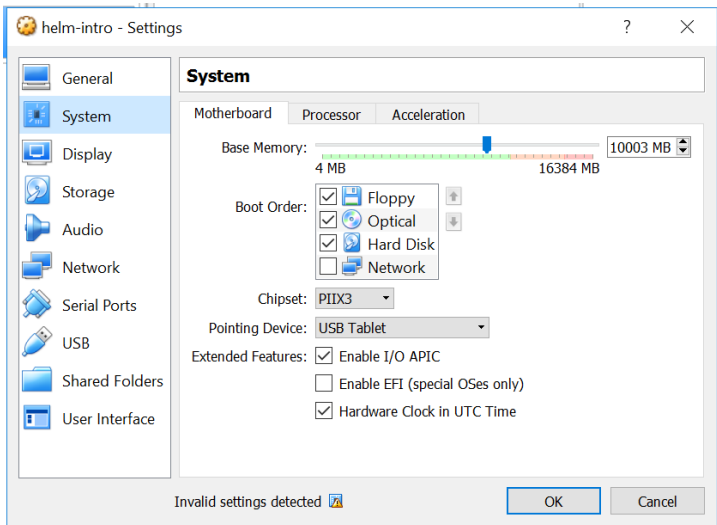 helm-intro - Settings
?
General
System
Display
Storage
Audio
Network
Serial Ports
USB
Shared Folders
User Interface
System
Motherboard Processor Acceleration
Base Memory: 10003 MB
4 MB 16384 MB
Boot Order: Floppy
Optical
Hard Disk
Network
Chipset: PIIX3
Pointing Device: USB Tablet
Extended Features: Enable I/O APIC
Enable EFI (special OSes only)
Hardware Clock in UTC Time
Invalid settings detected
OK Cancel